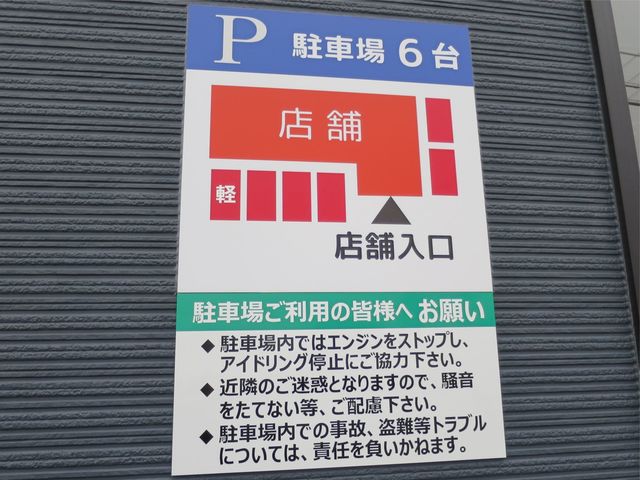 P 駐車場 6台
店舗
軽
店舗入口
駐車場ご利用の皆様へ お願い
◆ 駐車場内ではエンジンをストップし、
アイドリング停止にご協力下さい。
◆ 近隣のご迷惑となりますので、騒音
をたてない等、ご配慮下さい。
◆ 駐車場内での事故、盗難等トラブル
については、責任を負いかねます。